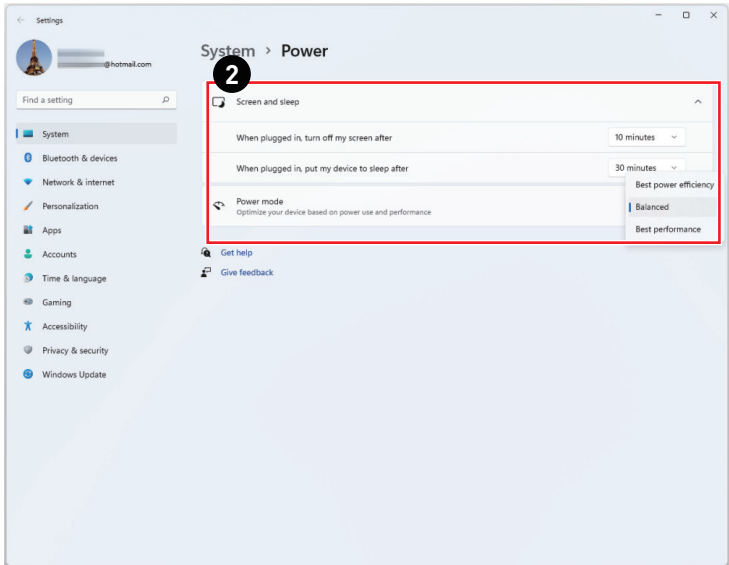 Settings
@hotmail.com
Find a setting
System
Bluetooth & devices
Network & internet
Personalization
Apps
Accounts
Time & language
Gaming
Accessibility
Privacy & security
Windows Update
System > Power
2
Screen and sleep
When plugged in, turn off my screen after
10 minutes
When plugged in, put my device to sleep after
30 minutes
Power mode
Optimize your device based on power use and performance
Best power efficiency
Balanced
Best performance
Get help
Give feedback